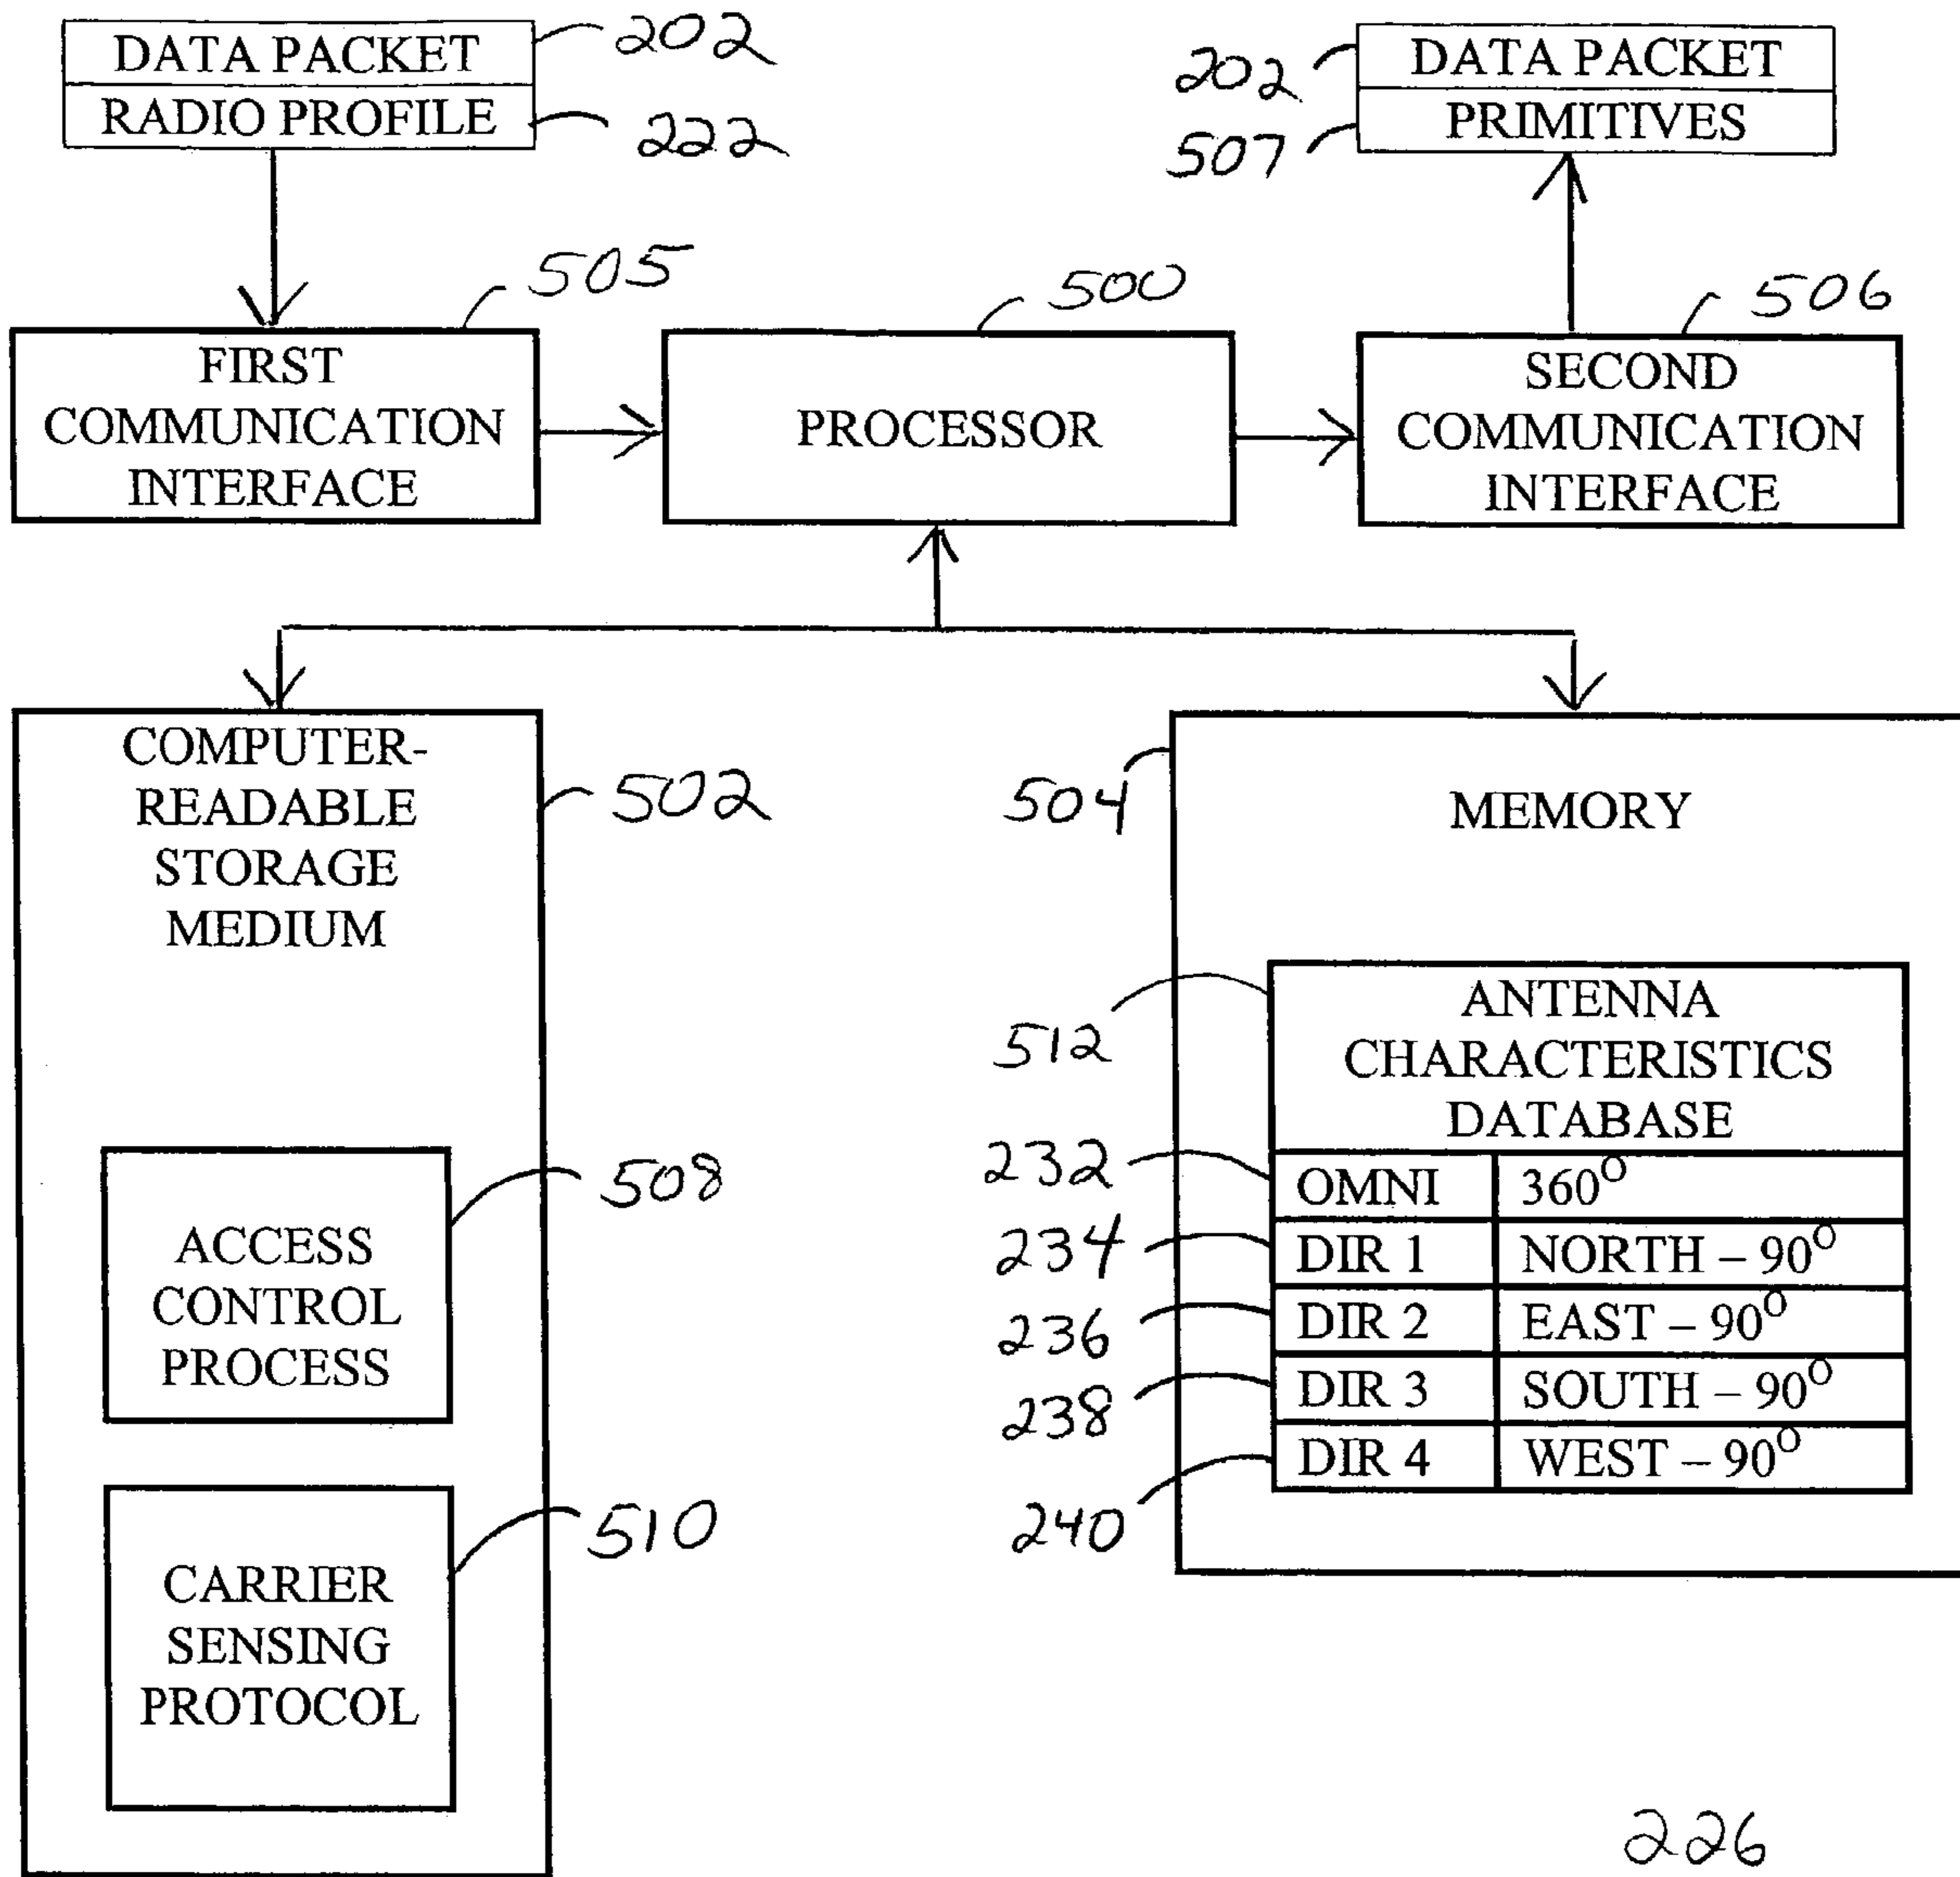 DATA PACKET 202
RADIO PROFILE 222
202 DATA PACKET
507 PRIMITIVES
505
FIRST
COMMUNICATION
INTERFACE
500
PROCESSOR
506
SECOND
COMMUNICATION
INTERFACE
COMPUTER-
READABLE
STORAGE
MEDIUM
502
ACCESS
CONTROL
PROCESS
508
CARRIER
SENSING
PROTOCOL
510
504
MEMORY
512
ANTENNA
CHARACTERISTICS
DATABASE
232 OMNI 360°
234 DIR 1 NORTH – 90°
236 DIR 2 EAST – 90°
238 DIR 3 SOUTH – 90°
240 DIR 4 WEST – 90°
226